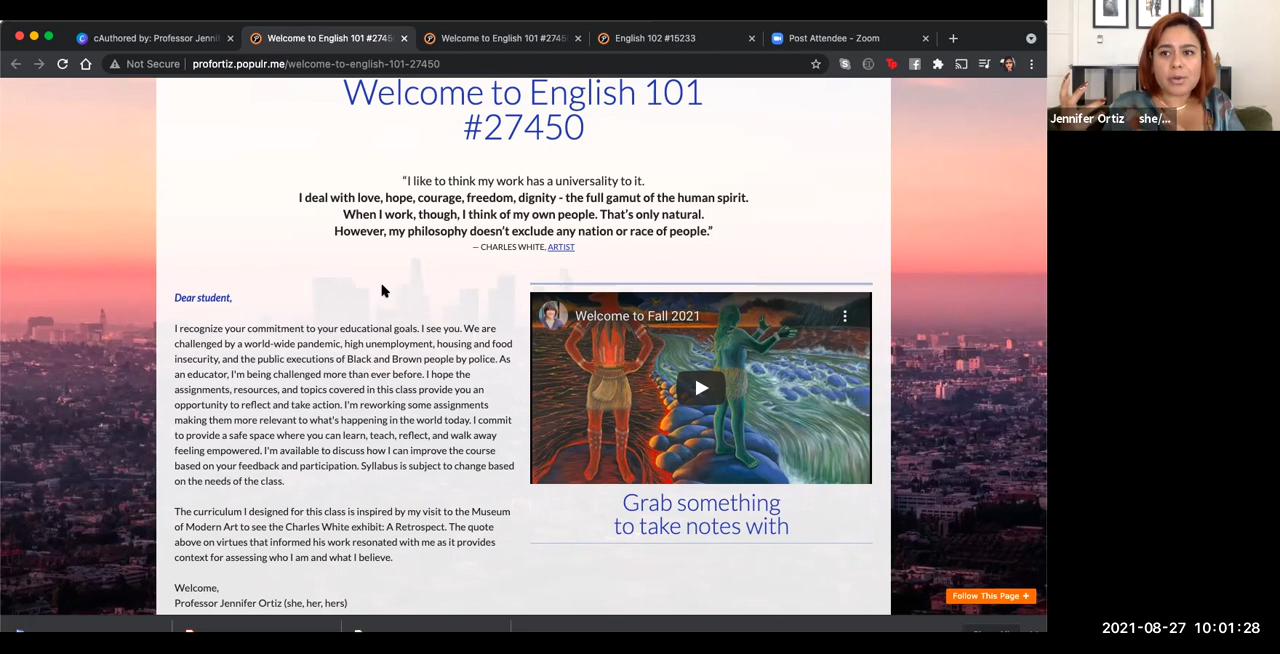 cAuthored by: Professor Jennif
Welcome to English 101 #2745
Welcome to English 101 #2745
English 102 #15233
Post Attendee - Zoom
Not Secure
profortiz.populr.me/welcome-to-english-101-27450
Jennifer Ortiz she/...
Welcome to English 101
#27450
“I like to think my work has a universality to it.
I deal with love, hope, courage, freedom, dignity - the full gamut of the human spirit.
When I work, though, I think of my own people. That’s only natural.
However, my philosophy doesn’t exclude any nation or race of people.”
— CHARLES WHITE, ARTIST
Dear student,
I recognize your commitment to your educational goals. I see you. We are
challenged by a world-wide pandemic, high unemployment, housing and food
insecurity, and the public executions of Black and Brown people by police. As
an educator, I'm being challenged more than ever before. I hope the
assignments, resources, and topics covered in this class provide you an
opportunity to reflect and take action. I'm reworking some assignments
making them more relevant to what's happening in the world today. I commit
to provide a safe space where you can learn, teach, reflect, and walk away
feeling empowered. I'm available to discuss how I can improve the course
based on your feedback and participation. Syllabus is subject to change based
on the needs of the class.
The curriculum I designed for this class is inspired by my visit to the Museum
of Modern Art to see the Charles White exhibit: A Retrospect. The quote
above on virtues that informed his work resonated with me as it provides
context for assessing who I am and what I believe.
Welcome,
Professor Jennifer Ortiz (she, her, hers)
Welcome to Fall 2021
Grab something
to take notes with
Follow This Page +
2021-08-27 10:01:28